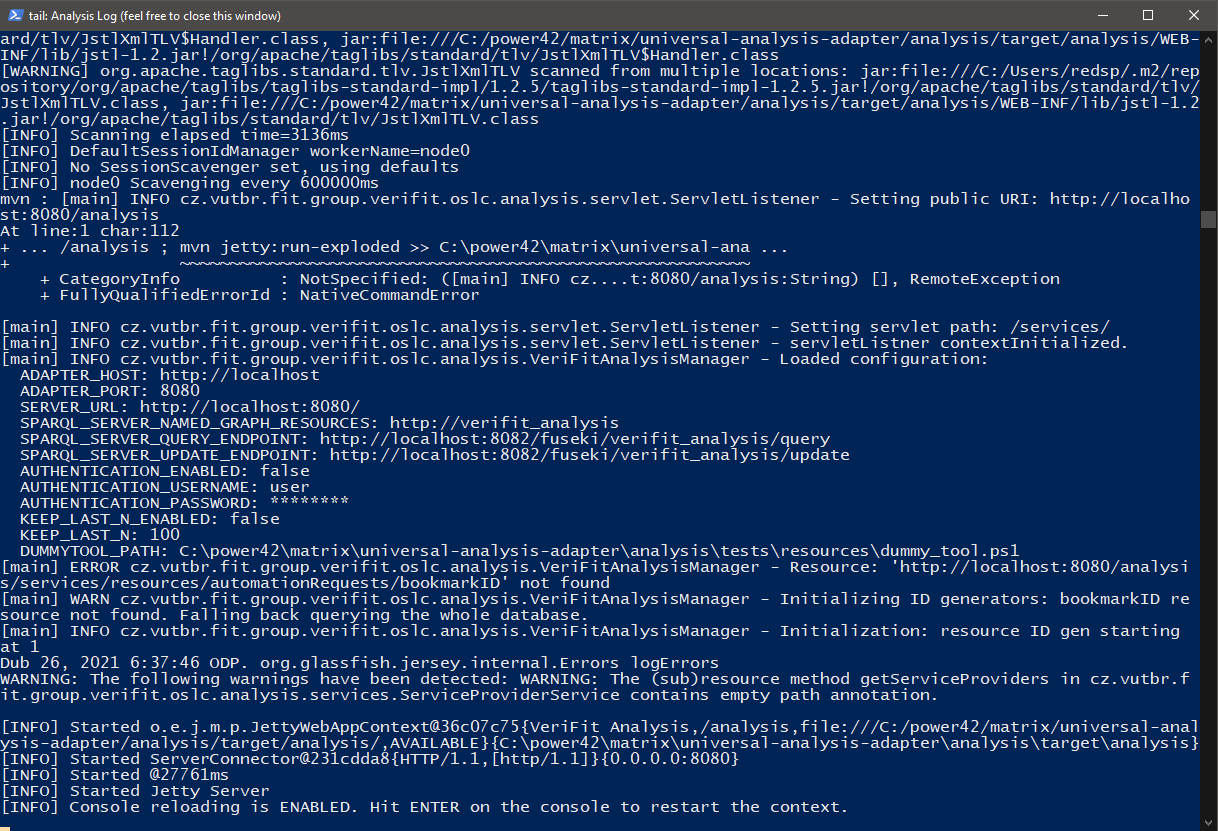 tail: Analysis Log (feel free to close this window)
ard/tlv/JstlXmlTLV$Handler.class, jar:file:///C:/power42/matrix/universal-analysis-adapter/analysis/target/analysis/WEB-
INF/lib/jstl-1.2.jar!/org/apache/taglibs/standard/tlv/JstlXmlTLV$Handler.class
[WARNING] org.apache.taglibs.standard.tlv.JstlXmlTLV scanned from multiple locations: jar:file:///C:/Users/redsp/.m2/rep
ository/org/apache/taglibs/taglibs-standard-impl/1.2.5/taglibs-standard-impl-1.2.5.jar!/org/apache/taglibs/standard/tlv/
JstlXmlTLV.class, jar:file:///C:/power42/matrix/universal-analysis-adapter/analysis/target/analysis/WEB-INF/lib/jstl-1.2
.jar!/org/apache/taglibs/standard/tlv/JstlXmlTLV.class
[INFO] Scanning elapsed time=3136ms
[INFO] DefaultSessionIdManager workerName=node0
[INFO] No SessionScavenger set, using defaults
[INFO] node0 Scavenging every 600000ms
mvn : [main] INFO cz.vutbr.fit.group.verifit.oslc.analysis.servlet.ServletListener - Setting public URI: http://localho
st:8080/analysis
At line:1 char:112
+ ... /analysis ; mvn jetty:run-exploded >> C:\power42\matrix\universal-ana ...
+                 ~~~~~~~~~~~~~~~~~~~~~~~~~~~~~~~~~~~~~~~~~~~~~~~~~~~~~~~~~
    + CategoryInfo          : NotSpecified: ([main] INFO cz....t:8080/analysis:String) [], RemoteException
    + FullyQualifiedErrorId : NativeCommandError
[main] INFO cz.vutbr.fit.group.verifit.oslc.analysis.servlet.ServletListener - Setting servlet path: /services/
[main] INFO cz.vutbr.fit.group.verifit.oslc.analysis.servlet.ServletListener - servletListner contextInitialized.
[main] INFO cz.vutbr.fit.group.verifit.oslc.analysis.VeriFitAnalysisManager - Loaded configuration:
  ADAPTER_HOST: http://localhost
  ADAPTER_PORT: 8080
  SERVER_URL: http://localhost:8080/
  SPARQL_SERVER_NAMED_GRAPH_RESOURCES: http://verifit_analysis
  SPARQL_SERVER_QUERY_ENDPOINT: http://localhost:8082/fuseki/verifit_analysis/query
  SPARQL_SERVER_UPDATE_ENDPOINT: http://localhost:8082/fuseki/verifit_analysis/update
  AUTHENTICATION_ENABLED: false
  AUTHENTICATION_USERNAME: user
  AUTHENTICATION_PASSWORD: ********
  KEEP_LAST_N_ENABLED: false
  KEEP_LAST_N: 100
  DUMMYTOOL_PATH: C:\power42\matrix\universal-analysis-adapter\analysis\tests\resources\dummy_tool.ps1
[main] ERROR cz.vutbr.fit.group.verifit.oslc.analysis.VeriFitAnalysisManager - Resource: 'http://localhost:8080/analysi
s/services/resources/automationRequests/bookmarkID' not found
[main] WARN cz.vutbr.fit.group.verifit.oslc.analysis.VeriFitAnalysisManager - Initializing ID generators: bookmarkID re
source not found. Falling back querying the whole database.
[main] INFO cz.vutbr.fit.group.verifit.oslc.analysis.VeriFitAnalysisManager - Initialization: resource ID gen starting
at 1
Dub 26, 2021 6:37:46 ODP. org.glassfish.jersey.internal.Errors logErrors
WARNING: The following warnings have been detected: WARNING: The (sub)resource method getServiceProviders in cz.vutbr.f
it.group.verifit.oslc.analysis.services.ServiceProviderService contains empty path annotation.
[INFO] Started o.e.j.m.p.JettyWebAppContext@36c07c75{VeriFit Analysis,/analysis,file:///C:/power42/matrix/universal-anal
ysis-adapter/analysis/target/analysis/,AVAILABLE}{C:\power42\matrix\universal-analysis-adapter\analysis\target\analysis}
[INFO] Started ServerConnector@231cdda8{HTTP/1.1,[http/1.1]}{0.0.0.0:8080}
[INFO] Started @27761ms
[INFO] Started Jetty Server
[INFO] Console reloading is ENABLED. Hit ENTER on the console to restart the context.